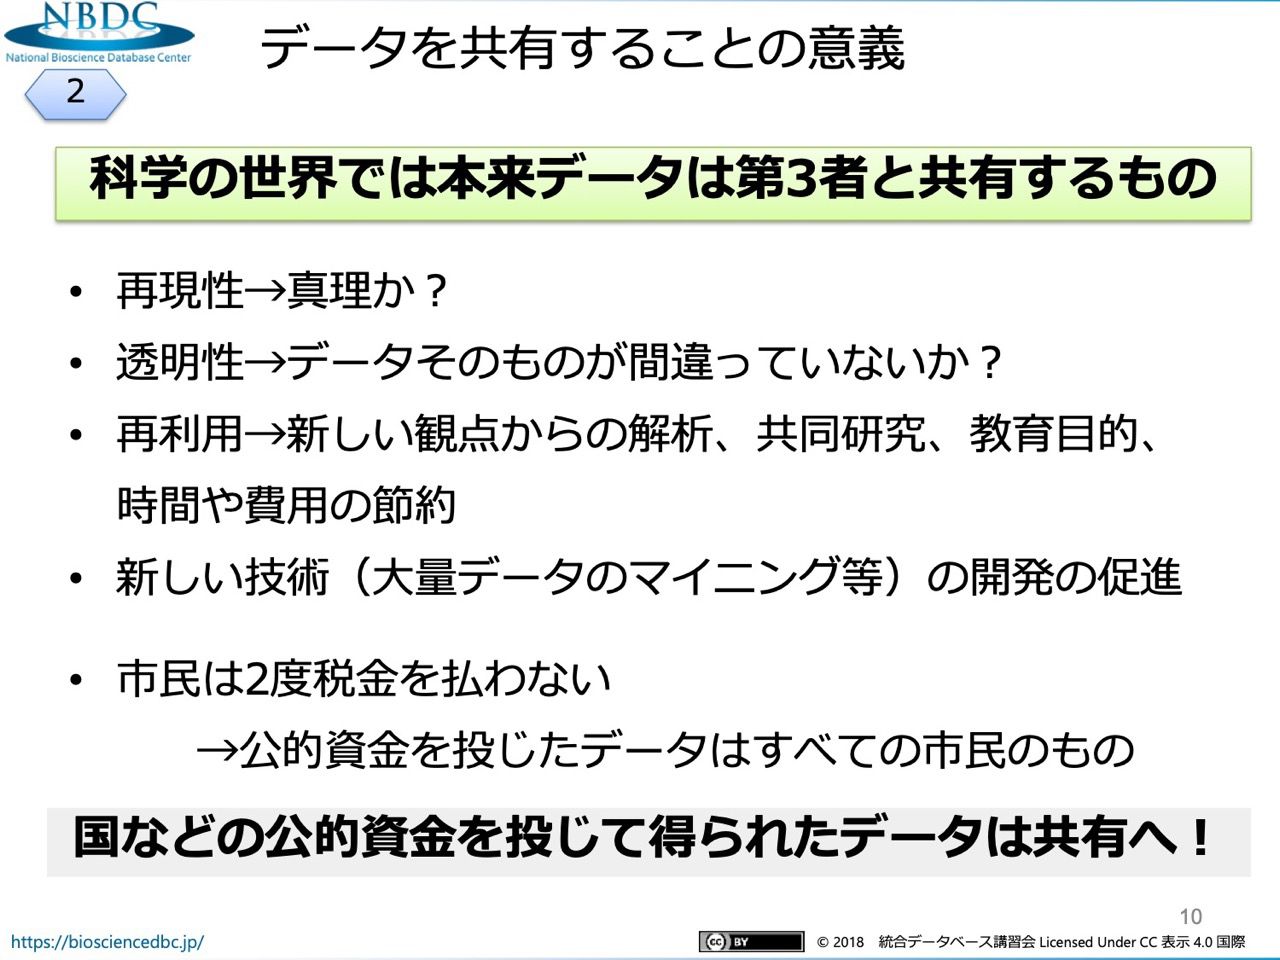 NBDC
National Bioscience Database Center
データを共有することの意義
2
科学の世界では本来データは第3者と共有するもの
• 再現性→真理か？
• 透明性→データそのものが間違っていないか？
• 再利用→新しい観点からの解析、共同研究、教育目的、
時間や費用の節約
• 新しい技術（大量データのマイニング等）の開発の促進
• 市民は2度税金を払わない
→公的資金を投じたデータはすべての市民のもの
国などの公的資金を投じて得られたデータは共有へ！
10
https://biosciencedbc.jp/
cc BY © 2018 統合データベース講習会 Licensed Under CC 表示 4.0 国際